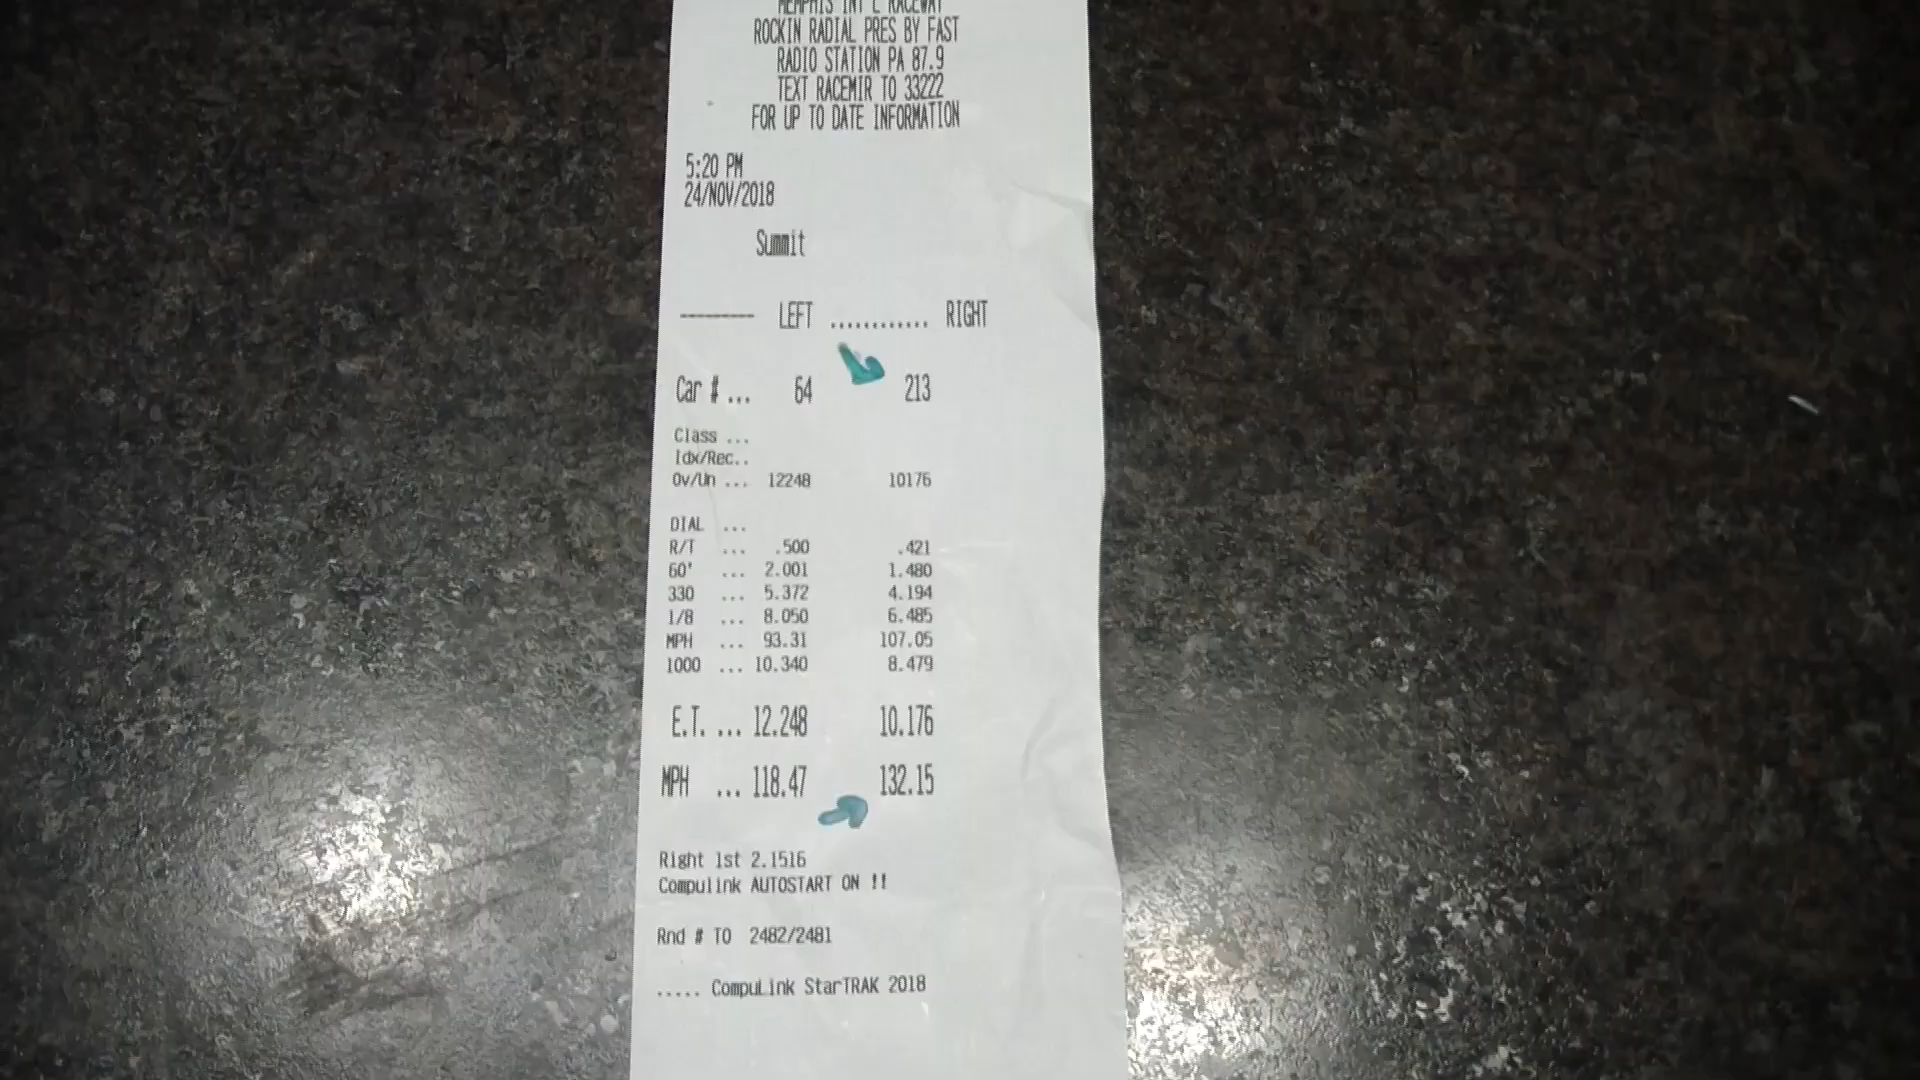 MEMPHIS INT'L RACEWAY
ROCKIN RADIAL PRES BY FAST
RADIO STATION PA 87.9
TEXT RACEMIR TO 33222
FOR UP TO DATE INFORMATION
5:20 PM
24/NOV/2018
Summit
--------- LEFT ............ RIGHT
Car # ... 64 213
Class ...
Idx/Rec..
Ov/Un ... 12248 10176
DIAL ...
R/T ... .500 .421
60' ... 2.001 1.480
330 ... 5.372 4.194
1/8 ... 8.050 6.485
MPH ... 93.31 107.05
1000 ... 10.340 8.479
E.T. ... 12.248 10.176
MPH ... 118.47 132.15
Right 1st 2.1516
Compulink AUTOSTART ON !!
Rnd # TO 2482/2481
..... CompuLink StarTRAK 2018